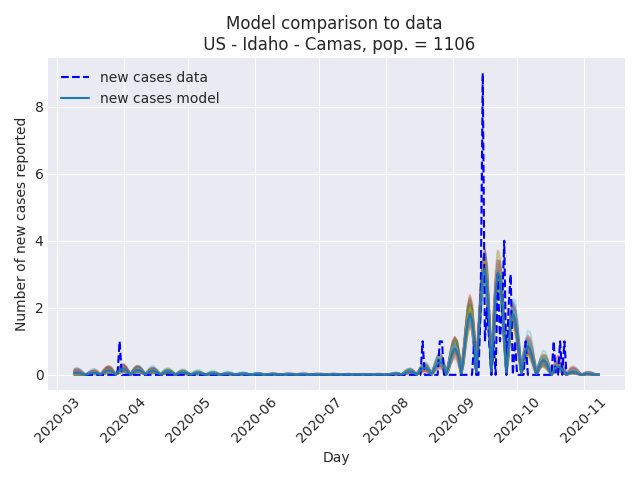 Model comparison to data
US - Idaho - Camas, pop. = 1106
new cases data
new cases model
Number of new cases reported
8
6
4
2
0
2020-03
2020-04
2020-05
2020-06
2020-07
2020-08
2020-09
2020-10
2020-11
Day